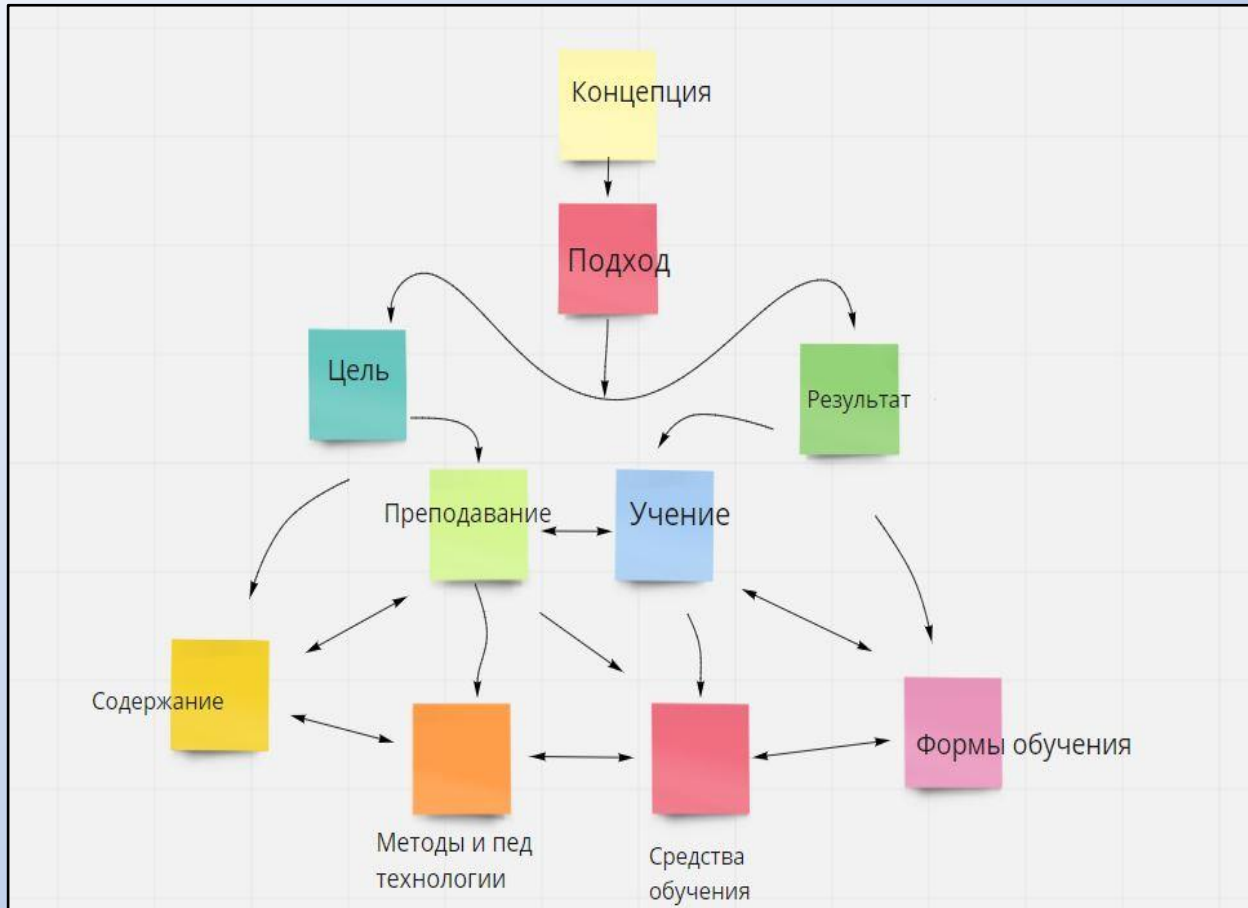 Концепция
Подход
Цель
Результат
Преподавание
Учение
Содержание
Формы обучения
Методы и пед
технологии
Средства
обучения